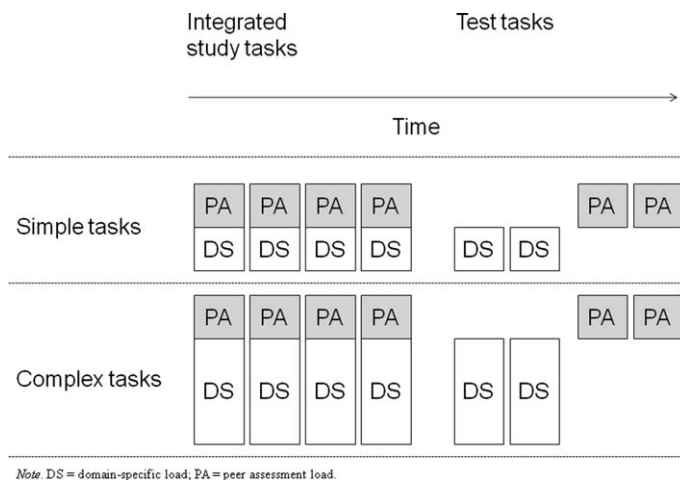 Integrated
study tasks
Test tasks
Time
PA PA PA PA PA PA
Simple tasks
DS DS DS DS DS DS
PA PA PA PA PA PA
Complex tasks
DS DS DS DS DS DS
Note. DS = domain-specific load; PA = peer assessment load.